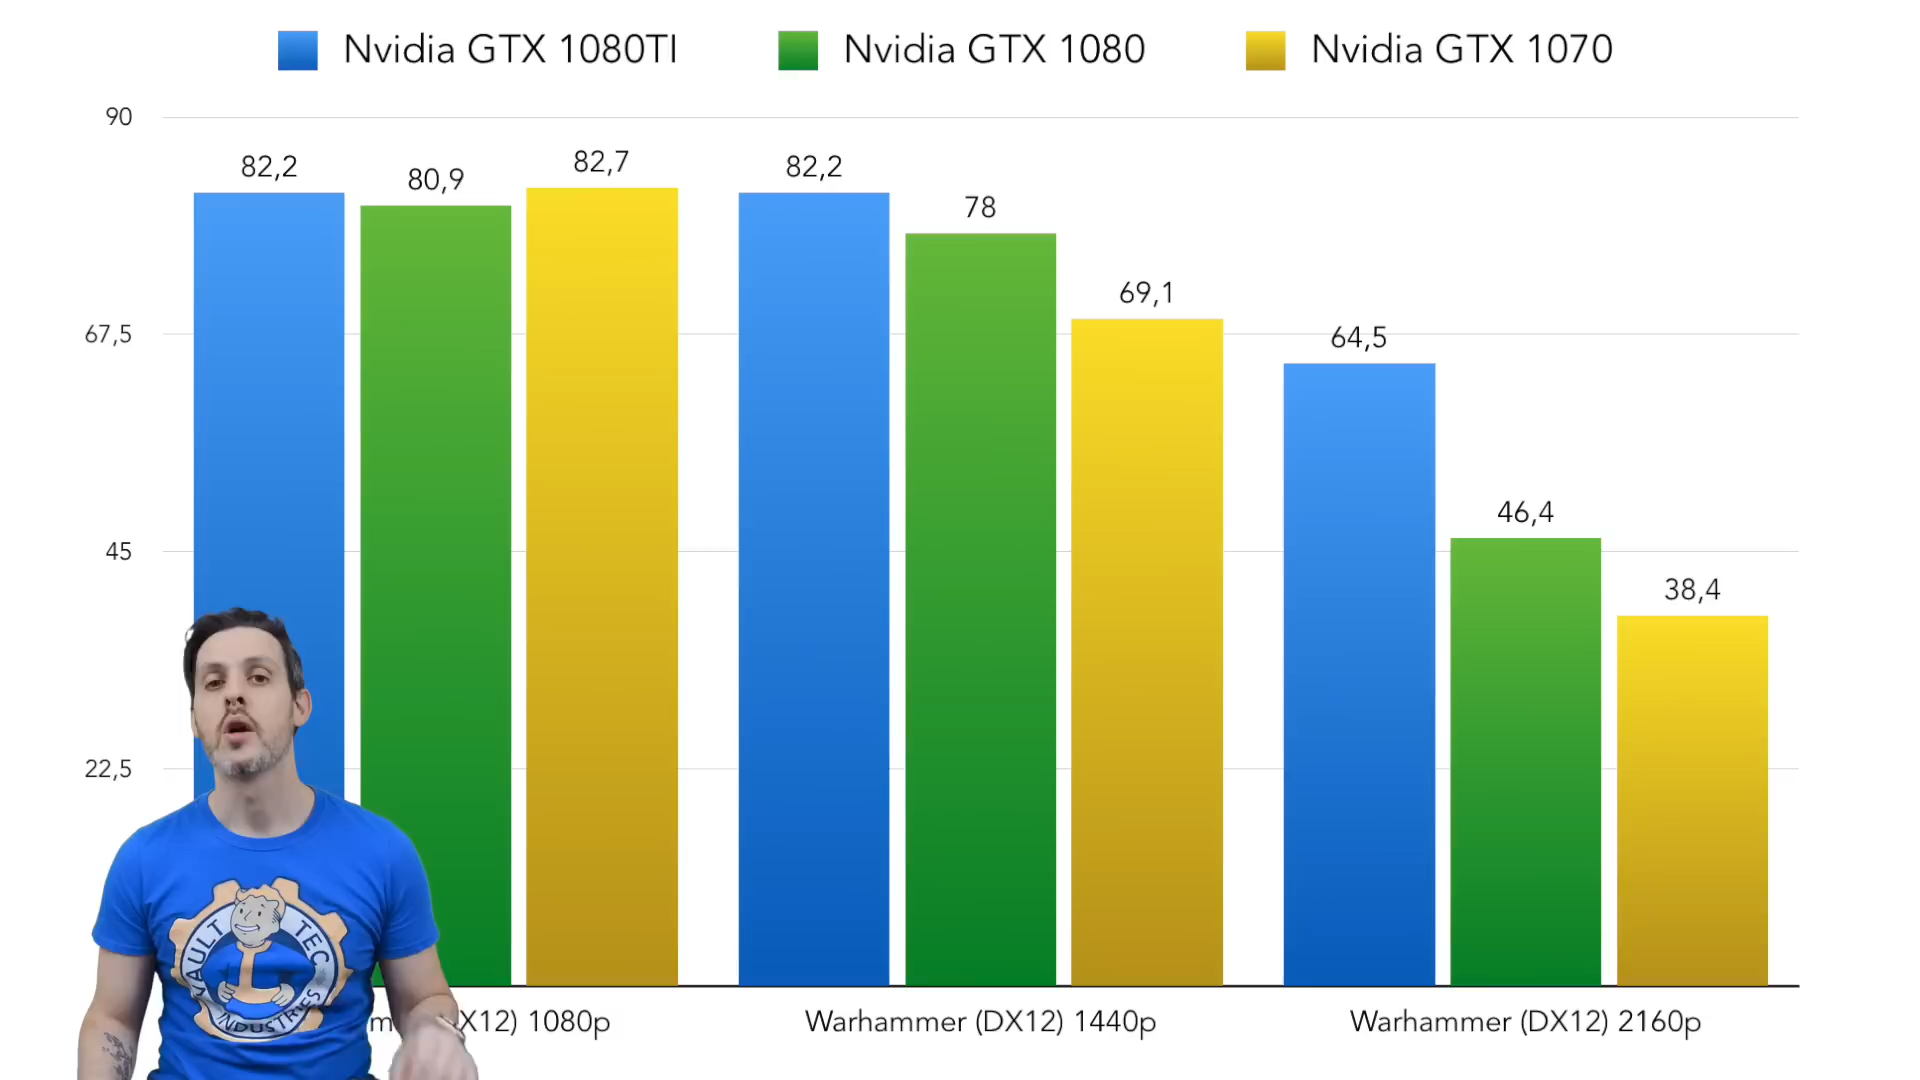 Nvidia GTX 1080TI
Nvidia GTX 1080
Nvidia GTX 1070
90
67,5
45
22,5
82,2
80,9
82,7
82,2
78
69,1
64,5
46,4
38,4
X12) 1080p
Warhammer (DX12) 1440p
Warhammer (DX12) 2160p
VAULT TEC
INDUSTRIES